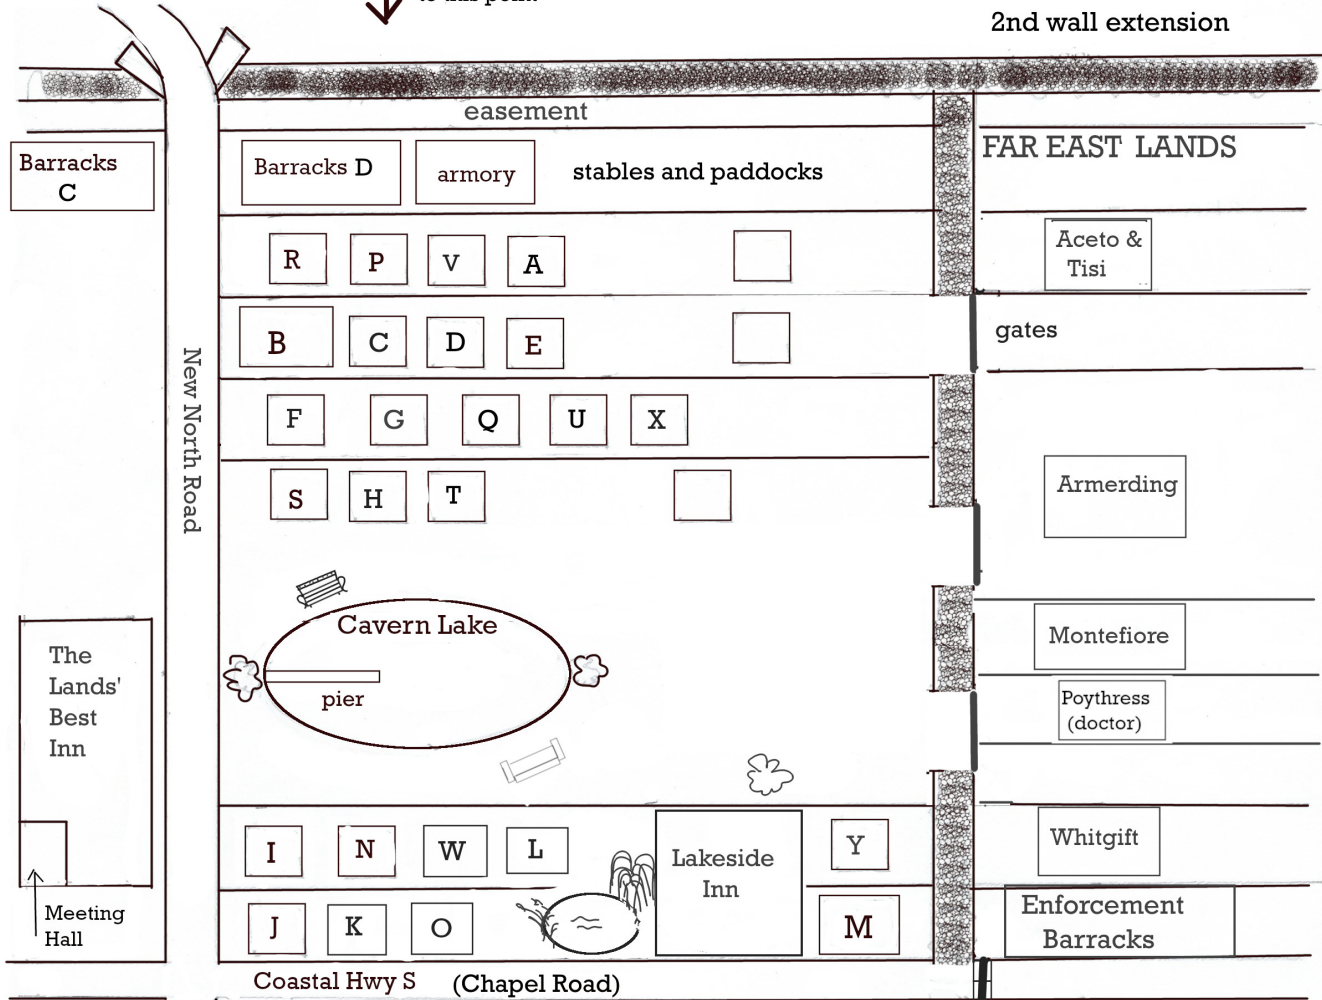 2nd wall extension
easement
FAR EAST LANDS
Barracks
C
Barracks D
armory
stables and paddocks
R
P
V
A
Aceto &
Tisi
B
C
D
E
gates
New North Road
F
G
Q
U
X
S
H
T
Armerding
Cavern Lake
pier
Montefiore
Poythress
(doctor)
The
Lands'
Best
Inn
I
N
W
L
Lakeside
Inn
Y
Whitgift
Meeting
Hall
J
K
O
M
Enforcement
Barracks
Coastal Hwy S
(Chapel Road)